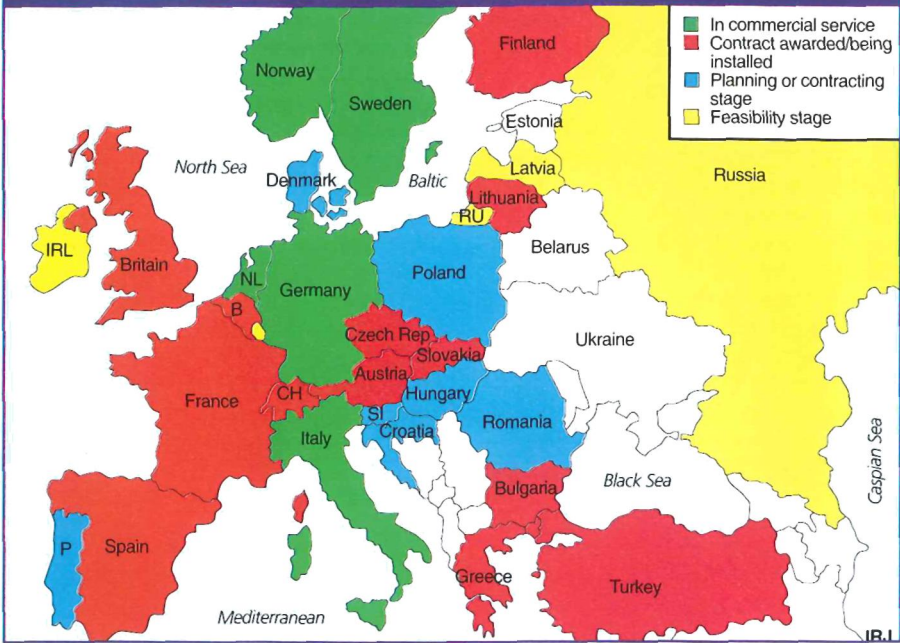 In commercial service
Contract awarded/being
installed
Planning or contracting
stage
Feasibility stage
Finland
Norway
Sweden
Estonia
North Sea
Denmark
Baltic
Latvia
Russia
Lithuania
RU
IRL
Britain
Belarus
NL
Germany
Poland
B
Czech Rep
Ukraine
Slovakia
Austria
CH
France
Hungary
SI
Italy
Croatia
Romania
Caspian Sea
Bulgaria
Black Sea
P
Spain
Greece
Turkey
Mediterranean
IRJ